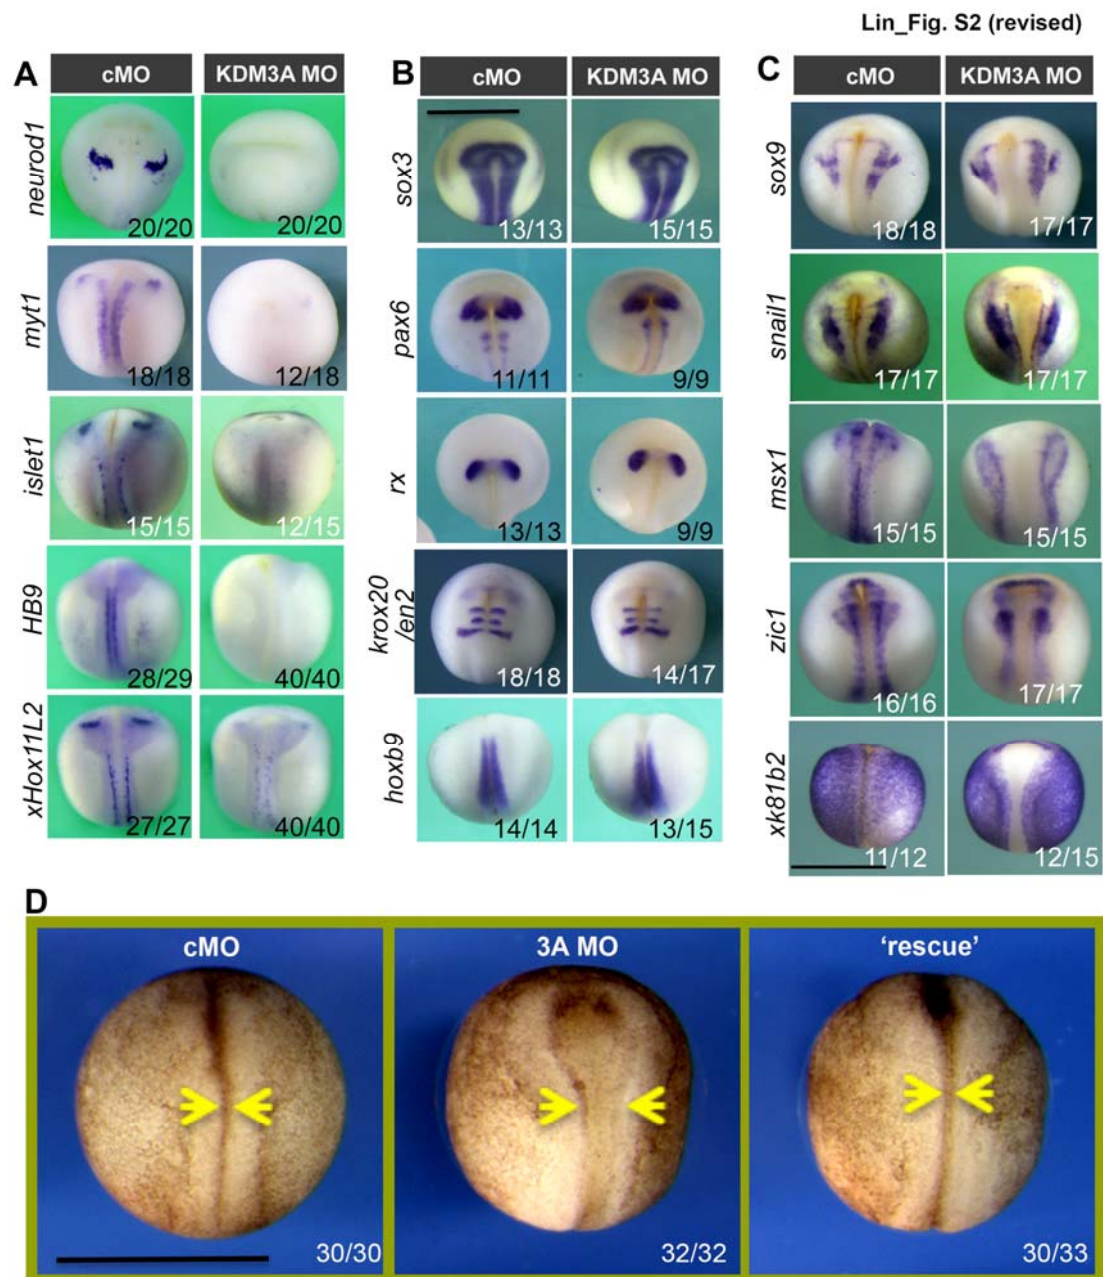 Lin_Fig. S2 (revised)
A
cMO KDM3A MO
neurod1
20/20 20/20
myt1
18/18 12/18
islet1
15/15 12/15
HB9
28/29 40/40
xHox11L2
27/27 40/40
B
cMO KDM3A MO
sox3
13/13 15/15
pax6
11/11 9/9
rx
13/13 9/9
krox20
/en2
18/18 14/17
hoxb9
14/14 13/15
C
cMO KDM3A MO
sox9
18/18 17/17
snail1
17/17 17/17
msx1
15/15 15/15
zic1
16/16 17/17
xk81b2
11/12 12/15
D
cMO 3A MO 'rescue'
30/30 32/32 30/33